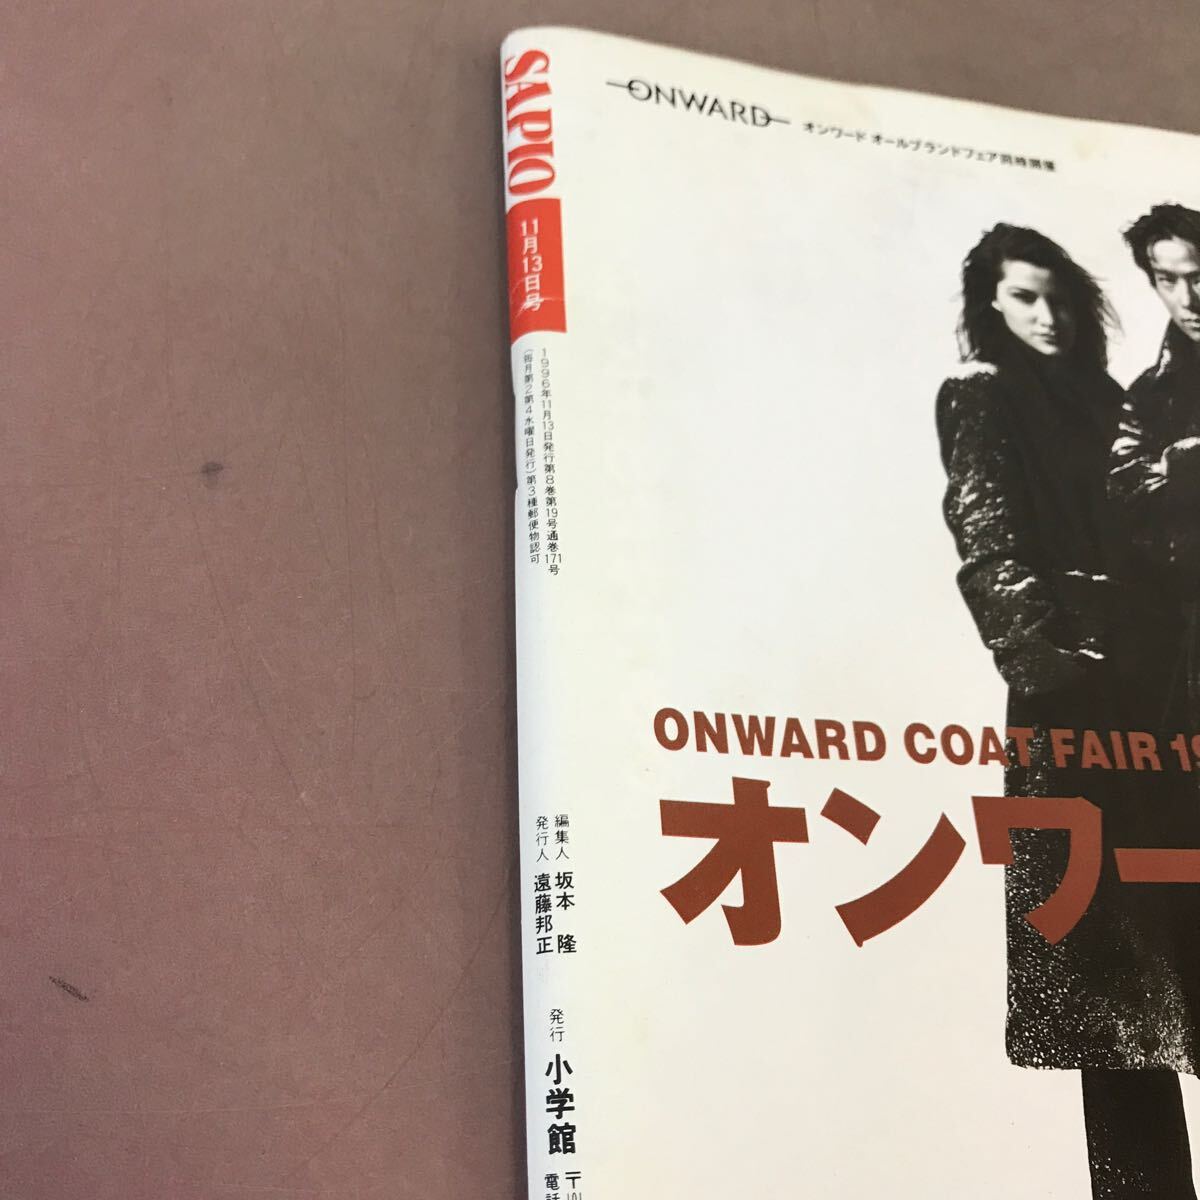 SAPIO
11月13日号
1996年11月13日発行第8巻第19号通巻171号
(毎月第2第4水曜日発行)第3種郵便物認可
編集人 坂本 隆
発行人 遠藤邦正
発行 小学館
〒101
電話
ONWARD
オンワード オールブランドフェア同時開催
ONWARD COAT FAIR 19
オンワー